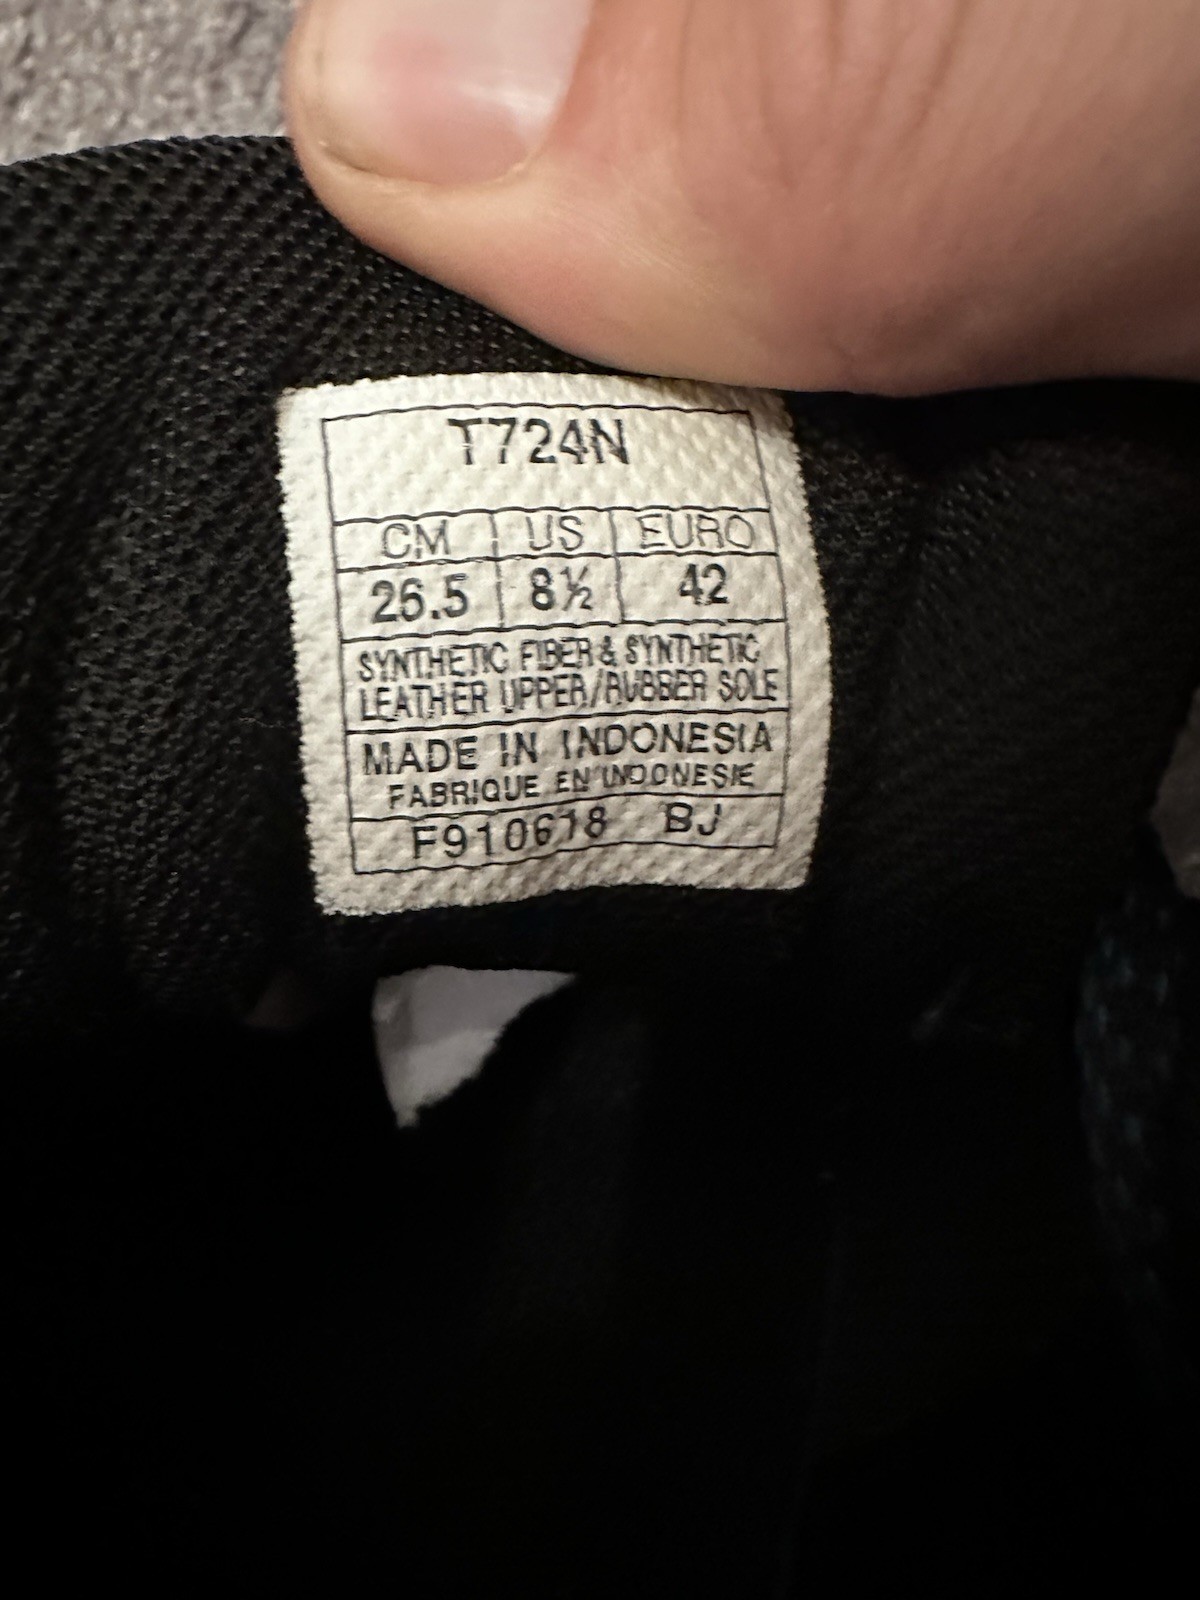 T724N
CM US EURO
26.5 8½ 42
SYNTHETIC FIBER & SYNTHETIC
LEATHER UPPER/RUBBER SOLE
MADE IN INDONESIA
FABRIQUE EN INDONESIE
F910618 BJ